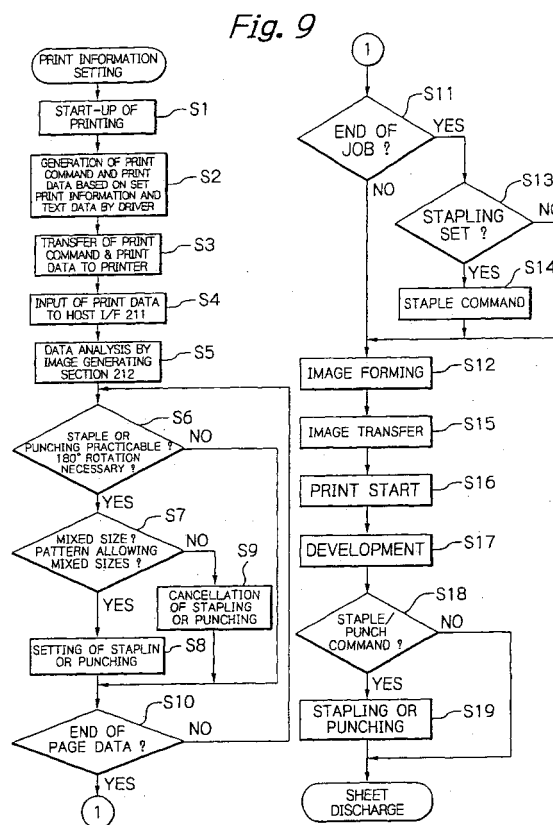 Fig. 9
PRINT INFORMATION
SETTING
S1
START-UP OF
PRINTING
S2
GENERATION OF PRINT
COMMAND AND PRINT
DATA BASED ON SET
PRINT INFORMATION AND
TEXT DATA BY DRIVER
S3
TRANSFER OF PRINT
COMMAND & PRINT
DATA TO PRINTER
S4
INPUT OF PRINT DATA
TO HOST I/F 211
S5
DATA ANALYSIS BY
IMAGE GENERATING
SECTION 212
S6
STAPLE OR
PUNCHING PRACTICABLE ?
180° ROTATION
NECESSARY ?
NO
YES
S7
MIXED SIZE ?
PATTERN ALLOWING
MIXED SIZES ?
NO
S9
CANCELLATION
OF STAPLING
OR PUNCHING
YES
SETTING OF STAPLIN
OR PUNCHING
S8
S10
END OF
PAGE DATA ?
NO
YES
1
1
S11
END OF
JOB ?
YES
NO
S13
STAPLING
SET ?
NO
YES
S14
STAPLE COMMAND
IMAGE FORMING
S12
IMAGE TRANSFER
S15
PRINT START
S16
DEVELOPMENT
S17
S18
STAPLE/
PUNCH
COMMAND ?
NO
YES
STAPLING OR
PUNCHING
S19
SHEET
DISCHARGE